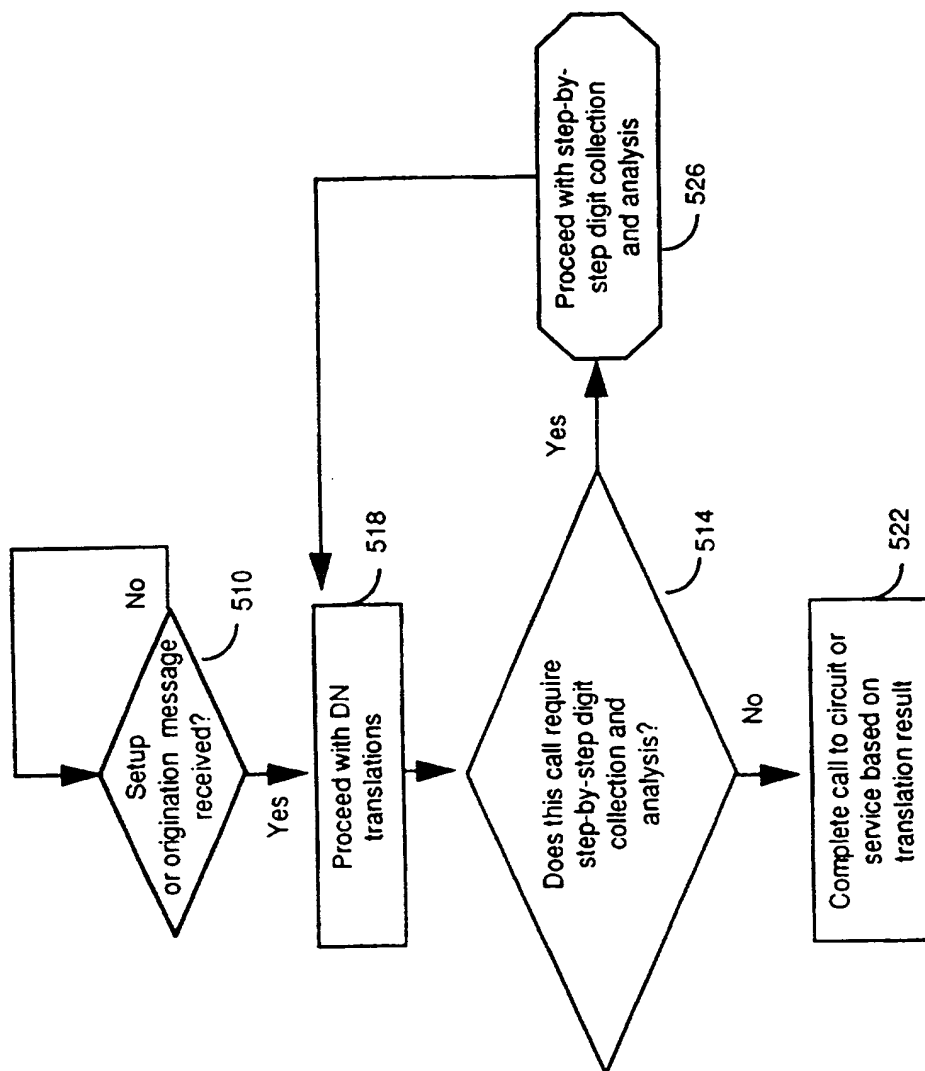 Setup
or origination message
received?
No
510
Yes
Proceed with DN
translations
518
Does this call require
step-by-step digit
collection and
analysis?
514
Yes
Proceed with step-by-
step digit collection
and analysis
526
No
Complete call to circuit or
service based on
translation result
522